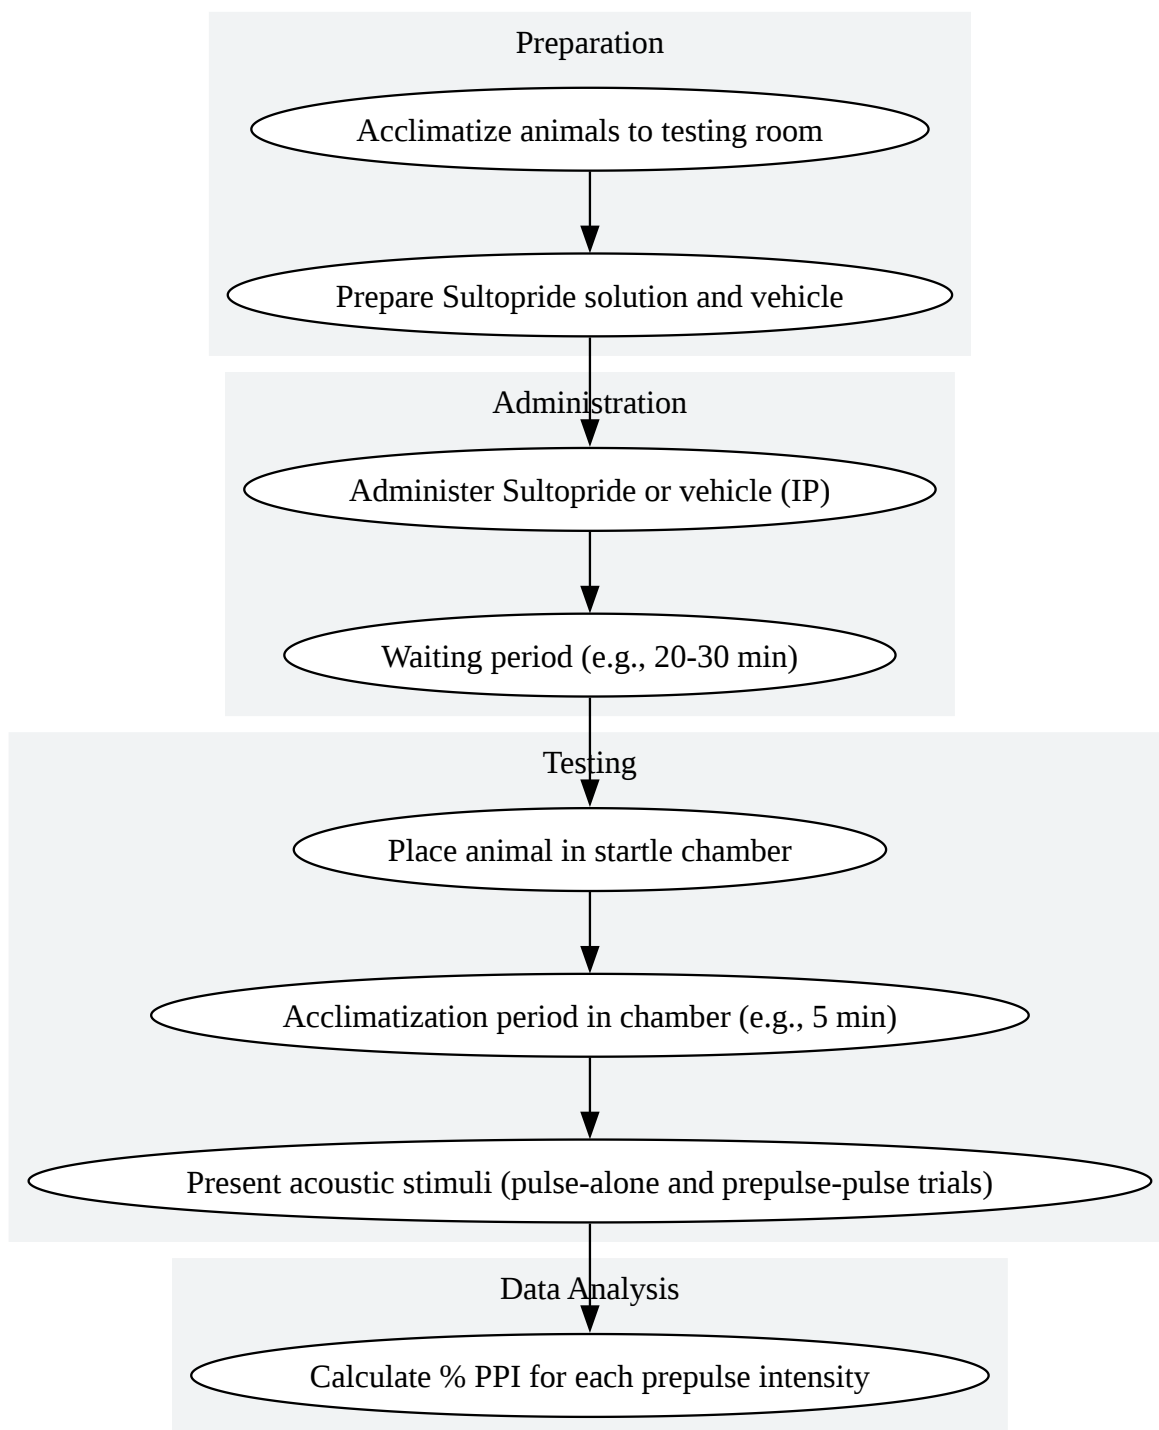 Preparation
Acclimatize animals to testing room
Prepare Sultopride solution and vehicle
Administration
Administer Sultopride or vehicle (IP)
Waiting period (e.g., 20-30 min)
Testing
Place animal in startle chamber
Acclimatization period in chamber (e.g., 5 min)
Present acoustic stimuli (pulse-alone and prepulse-pulse trials)
Data Analysis
Calculate % PPI for each prepulse intensity